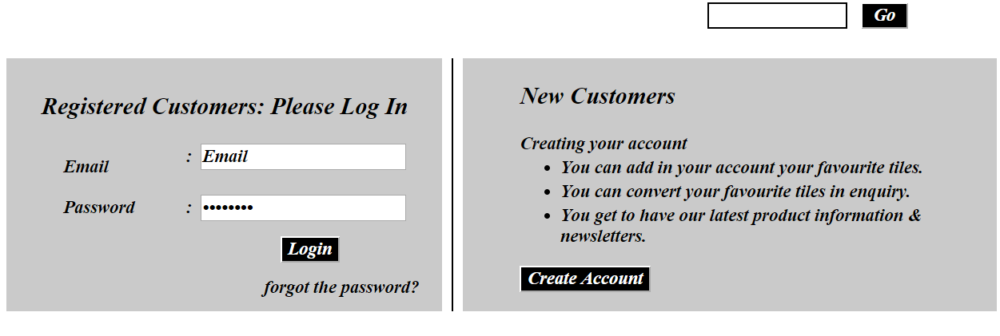 Go
Registered Customers: Please Log In
Email : Email
Password : ••••••••
Login
forgot the password?
New Customers
Creating your account
• You can add in your account your favourite tiles.
• You can convert your favourite tiles in enquiry.
• You get to have our latest product information &
newsletters.
Create Account